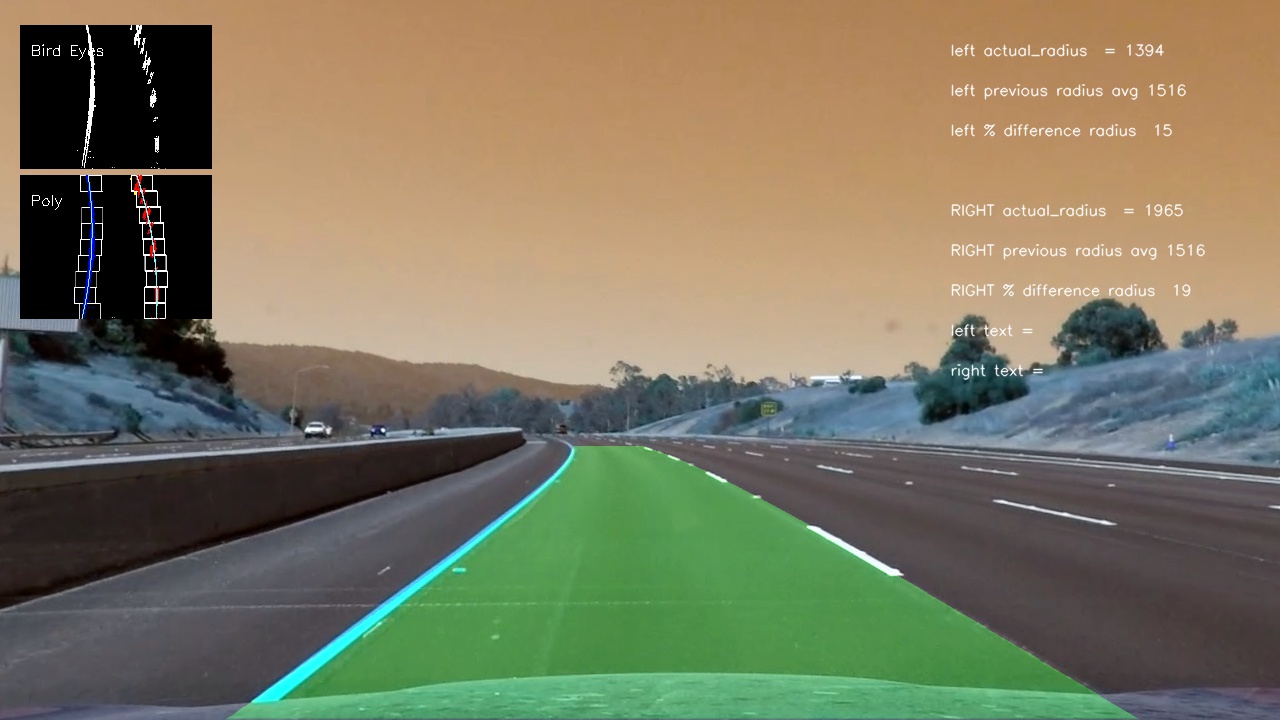 Bird Eyes
Poly
left actual_radius = 1394
left previous radius avg 1516
left % difference radius 15
RIGHT actual_radius = 1965
RIGHT previous radius avg 1516
RIGHT % difference radius 19
left text =
right text =